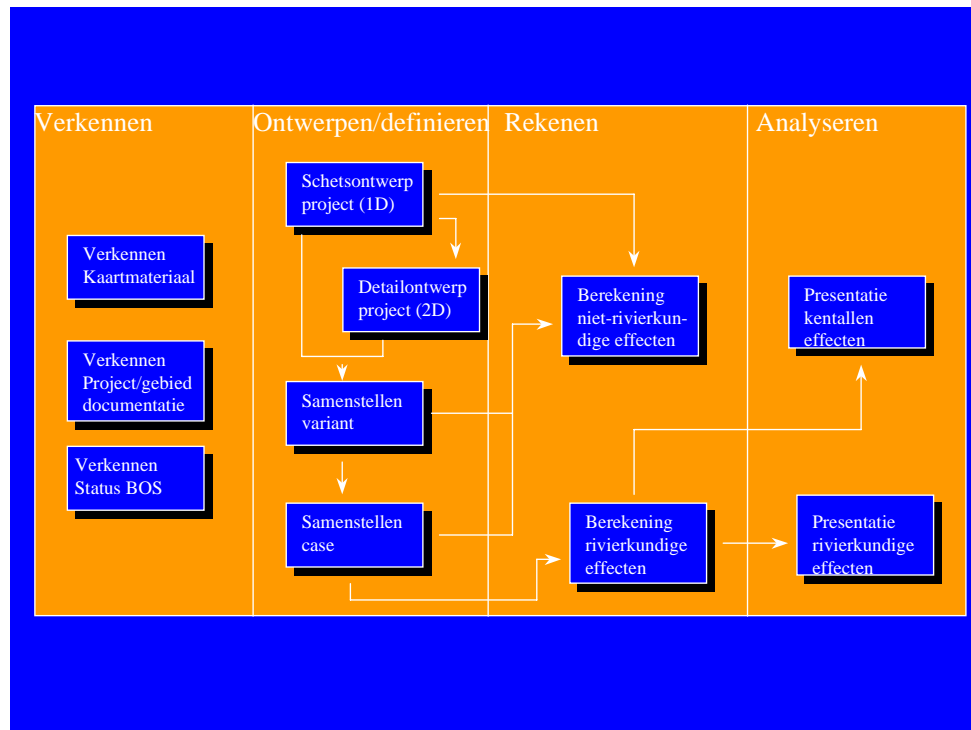 Verkennen
Ontwerpen/definieren
Rekenen
Analyseren
Verkennen
Kaartmateriaal
Verkennen
Project/gebied
documentatie
Verkennen
Status BOS
Schetsontwerp
project (1D)
Detailontwerp
project (2D)
Samenstellen
variant
Samenstellen
case
Berekening
niet-rivierkun-
dige effecten
Berekening
rivierkundige
effecten
Presentatie
kentallen
effecten
Presentatie
rivierkundige
effecten